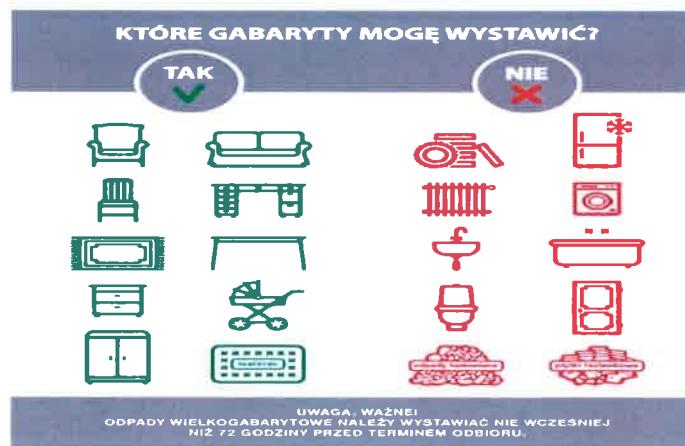 KTÓRE GABARYTY MOGĘ WYSTAWIĆ?
TAK
NIE
UWAGA, WAŻNE!
ODPADY WIELKOGABARYTOWE NALEŻY WYSTAWIAĆ NIE WCZEŚNIEJ
NIŻ 72 GODZINY PRZED TERMINEM ODBIORU.